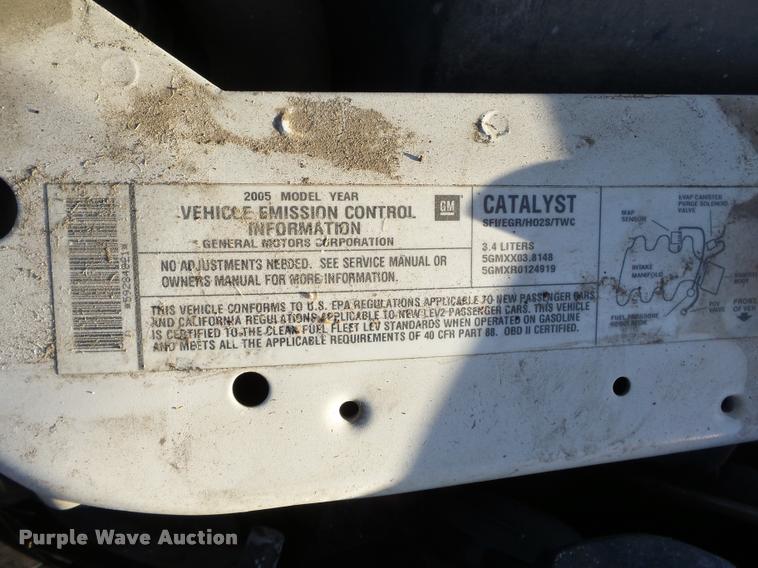 2005 MODEL YEAR
VEHICLE EMISSION CONTROL
INFORMATION
GENERAL MOTORS CORPORATION
GM
NO ADJUSTMENTS NEEDED. SEE SERVICE MANUAL OR
OWNERS MANUAL FOR MORE INFORMATION.
CATALYST
SFI/EGR/HO2S/TWC
3.4 LITERS
5GMXX03.8148
5GMXR0124919
THIS VEHICLE CONFORMS TO U.S. EPA REGULATIONS APPLICABLE TO NEW PASSENGER CARS
AND CALIFORNIA REGULATIONS APPLICABLE TO NEW LEV2 PASSENGER CARS. THIS VEHICLE
IS CERTIFIED TO THE CLEAN FUEL FLEET LEV STANDARDS WHEN OPERATED ON GASOLINE
AND MEETS ALL THE APPLICABLE REQUIREMENTS OF 40 CFR PART 88. OBD II CERTIFIED.
EVAP CANISTER
PURGE SOLENOID
VALVE
MAP
SENSOR
INTAKE
MANIFOLD
BODY
PCV
VALVE
FUEL PRESSURE
FRONT
OF VEH
Purple Wave Auction